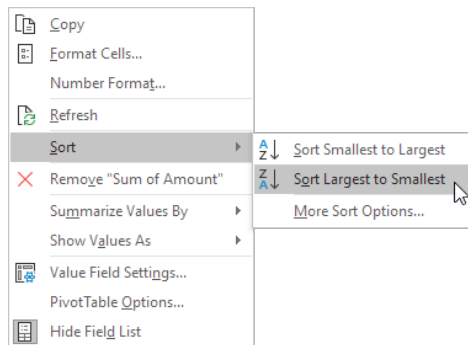 Copy
Format Cells...
Number Format...
Refresh
Sort
Remove "Sum of Amount"
Summarize Values By
Show Values As
Value Field Settings...
PivotTable Options...
Hide Field List
A
Z
Sort Smallest to Largest
Z
A
Sort Largest to Smallest
More Sort Options...